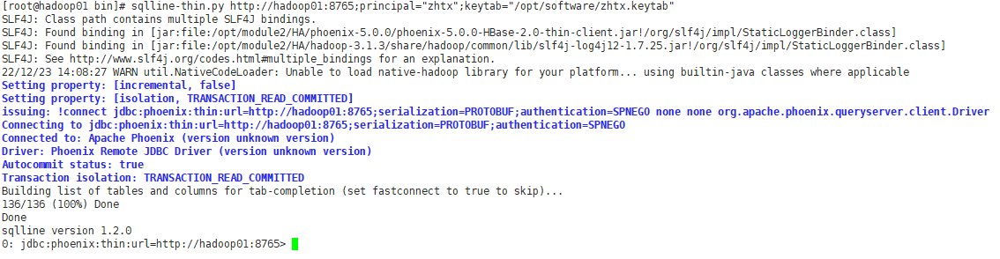 [root@hadoop01 bin]# sqlline-thin.py http://hadoop01:8765;principal="zhtx";keytab="/opt/software/zhtx.keytab"
SLF4J: Class path contains multiple SLF4J bindings.
SLF4J: Found binding in [jar:file:/opt/module2/HA/phoenix-5.0.0/phoenix-5.0.0-HBase-2.0-thin-client.jar!/org/slf4j/impl/StaticLoggerBinder.class]
SLF4J: Found binding in [jar:file:/opt/module2/HA/hadoop-3.1.3/share/hadoop/common/lib/slf4j-log4j12-1.7.25.jar!/org/slf4j/impl/StaticLoggerBinder.class]
SLF4J: See http://www.slf4j.org/codes.html#multiple_bindings for an explanation.
22/12/23 14:08:27 WARN util.NativeCodeLoader: Unable to load native-hadoop library for your platform... using builtin-java classes where applicable
Setting property: [incremental, false]
Setting property: [isolation, TRANSACTION_READ_COMMITTED]
issuing: !connect jdbc:phoenix:thin:url=http://hadoop01:8765;serialization=PROTOBUF;authentication=SPNEGO none none org.apache.phoenix.queryserver.client.Driver
Connecting to jdbc:phoenix:thin:url=http://hadoop01:8765;serialization=PROTOBUF;authentication=SPNEGO
Connected to: Apache Phoenix (version unknown version)
Driver: Phoenix Remote JDBC Driver (version unknown version)
Autocommit status: true
Transaction isolation: TRANSACTION_READ_COMMITTED
Building list of tables and columns for tab-completion (set fastconnect to true to skip)...
136/136 (100%) Done
Done
sqlline version 1.2.0
0: jdbc:phoenix:thin:url=http://hadoop01:8765>